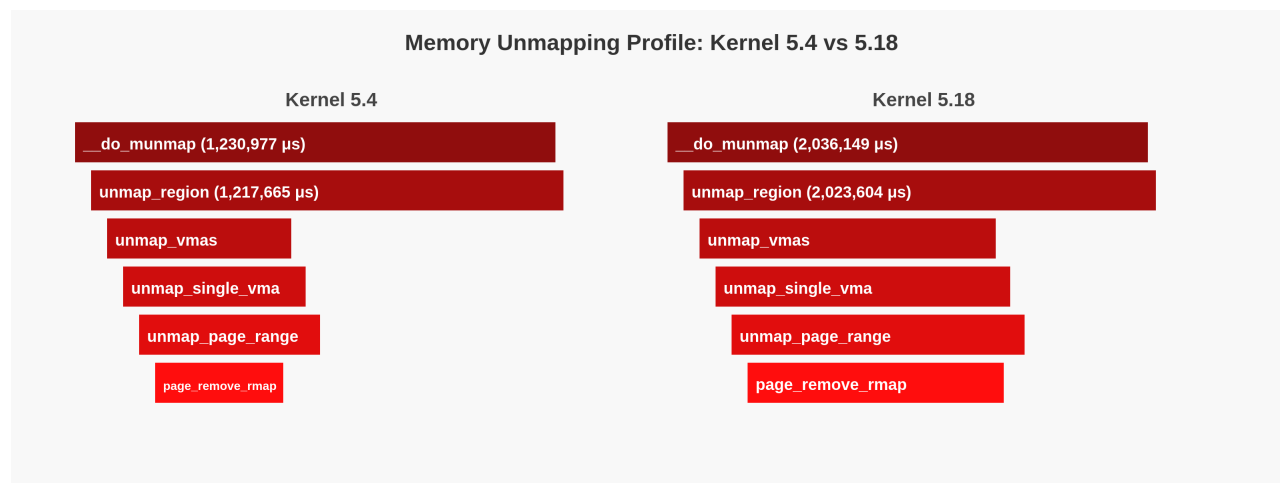 Memory Unmapping Profile: Kernel 5.4 vs 5.18
Kernel 5.4
__do_munmap (1,230,977 µs)
unmap_region (1,217,665 µs)
unmap_vmas
unmap_single_vma
unmap_page_range
page_remove_rmap
Kernel 5.18
__do_munmap (2,036,149 µs)
unmap_region (2,023,604 µs)
unmap_vmas
unmap_single_vma
unmap_page_range
page_remove_rmap